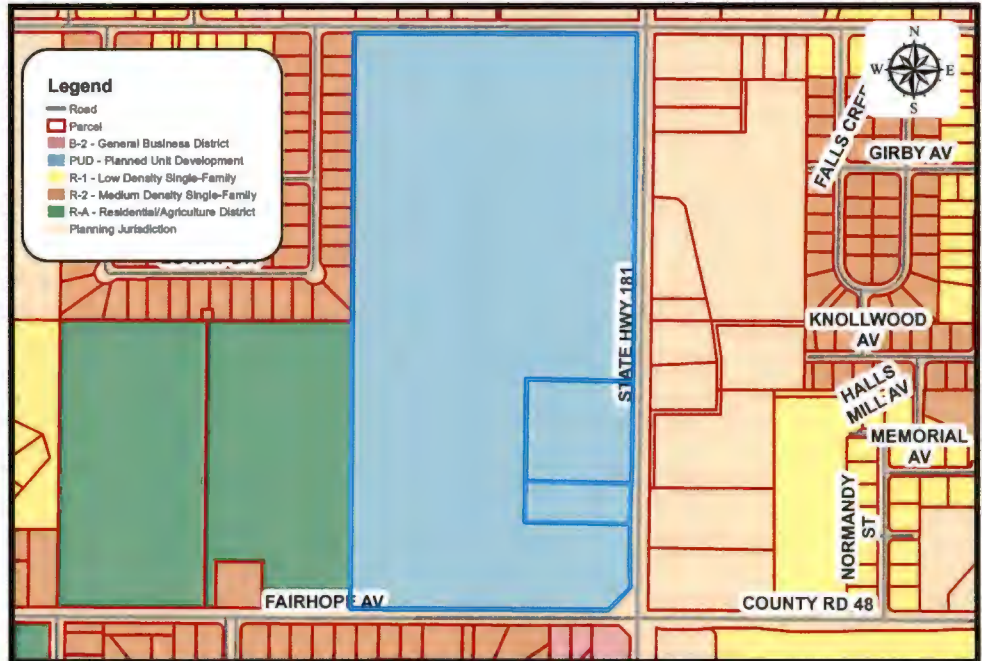 Legend
Road
Parcel
B-2 - General Business District
PUD - Planned Unit Development
R-1 - Low Density Single-Family
R-2 - Medium Density Single-Family
R-A - Residential/Agriculture District
Planning Jurisdiction
N
W
E
S
GIRBY AV
STATE HWY 181
KNOLLWOOD
AV
HALLS
MILL AV
MEMORIAL
AV
NORMANDY
ST
FAIRHOPE AV
COUNTY RD 48